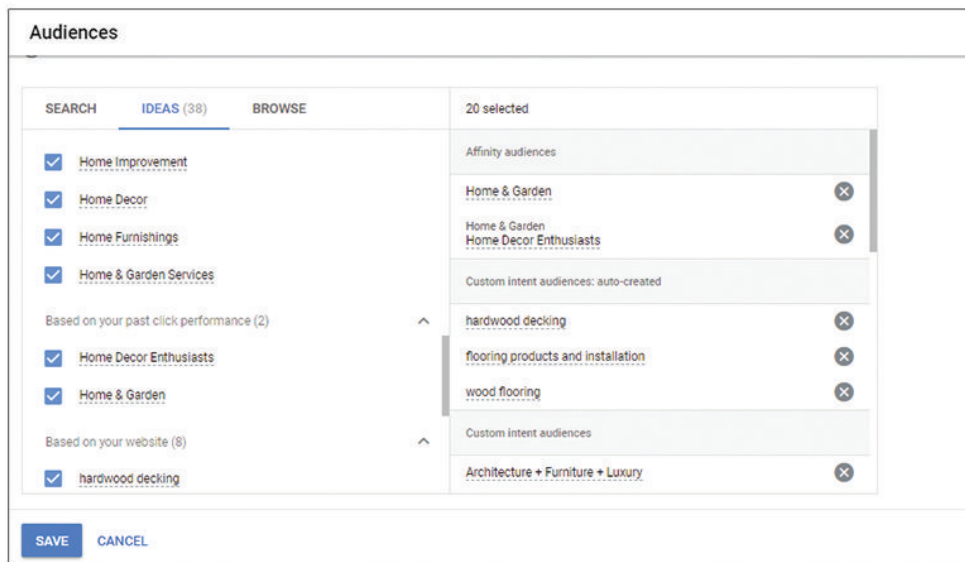 Audiences
SEARCH IDEAS (38) BROWSE
Home Improvement
Home Decor
Home Furnishings
Home & Garden Services
Based on your past click performance (2)
Home Decor Enthusiasts
Home & Garden
Based on your website (8)
hardwood decking
20 selected
Affinity audiences
Home & Garden
Home & Garden
Home Decor Enthusiasts
Custom intent audiences: auto-created
hardwood decking
flooring products and installation
wood flooring
Custom intent audiences
Architecture + Furniture + Luxury
SAVE CANCEL